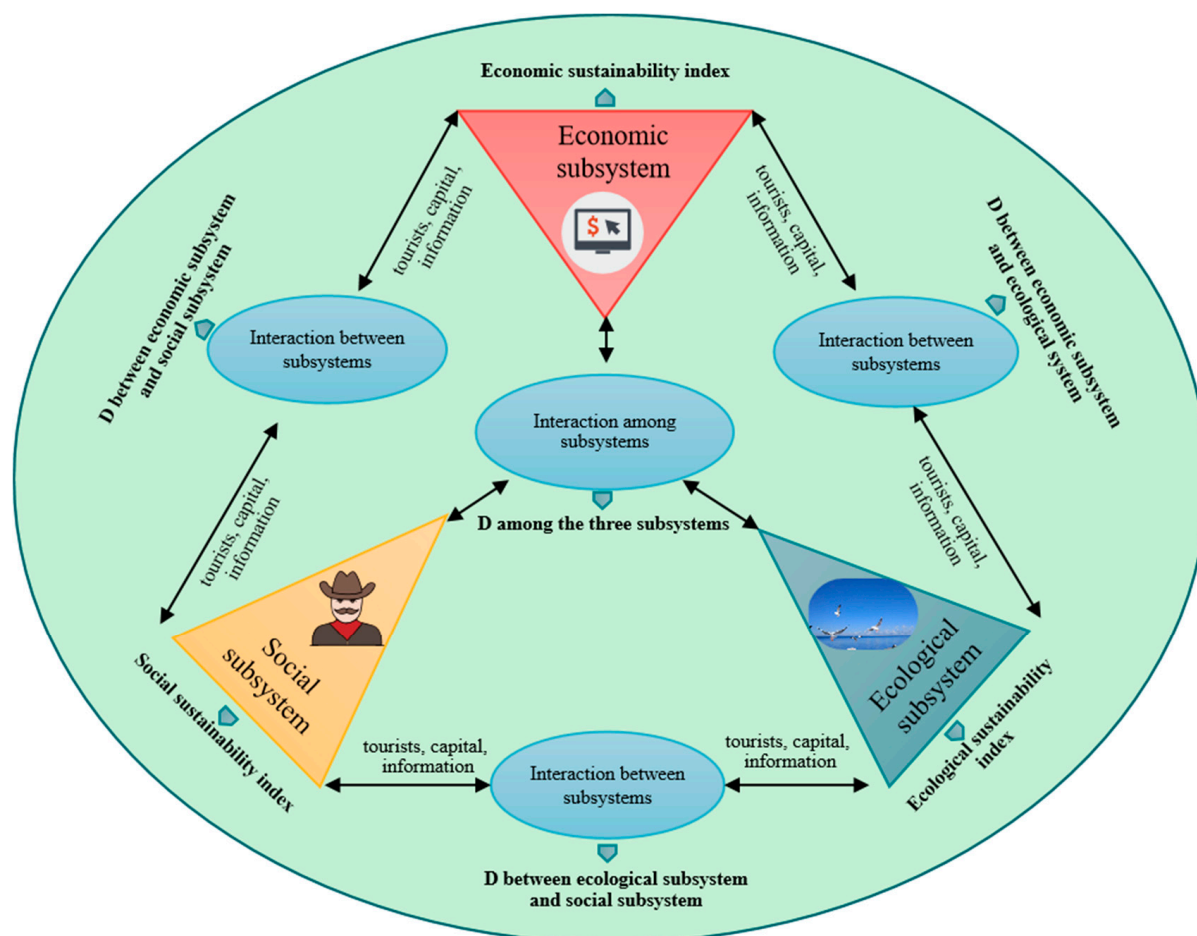 Economic sustainability index
Economic
subsystem
$
tourists, capital,
information
tourists, capital,
information
D between economic subsystem
and social subsystem
D between economic subsystem
and ecological system
Interaction between
subsystems
Interaction between
subsystems
Interaction among
subsystems
D among the three subsystems
tourists, capital,
information
tourists, capital,
information
Social
subsystem
Social sustainability index
Ecological
subsystem
Ecological sustainability
index
tourists, capital,
information
Interaction between
subsystems
tourists, capital,
information
D between ecological subsystem
and social subsystem